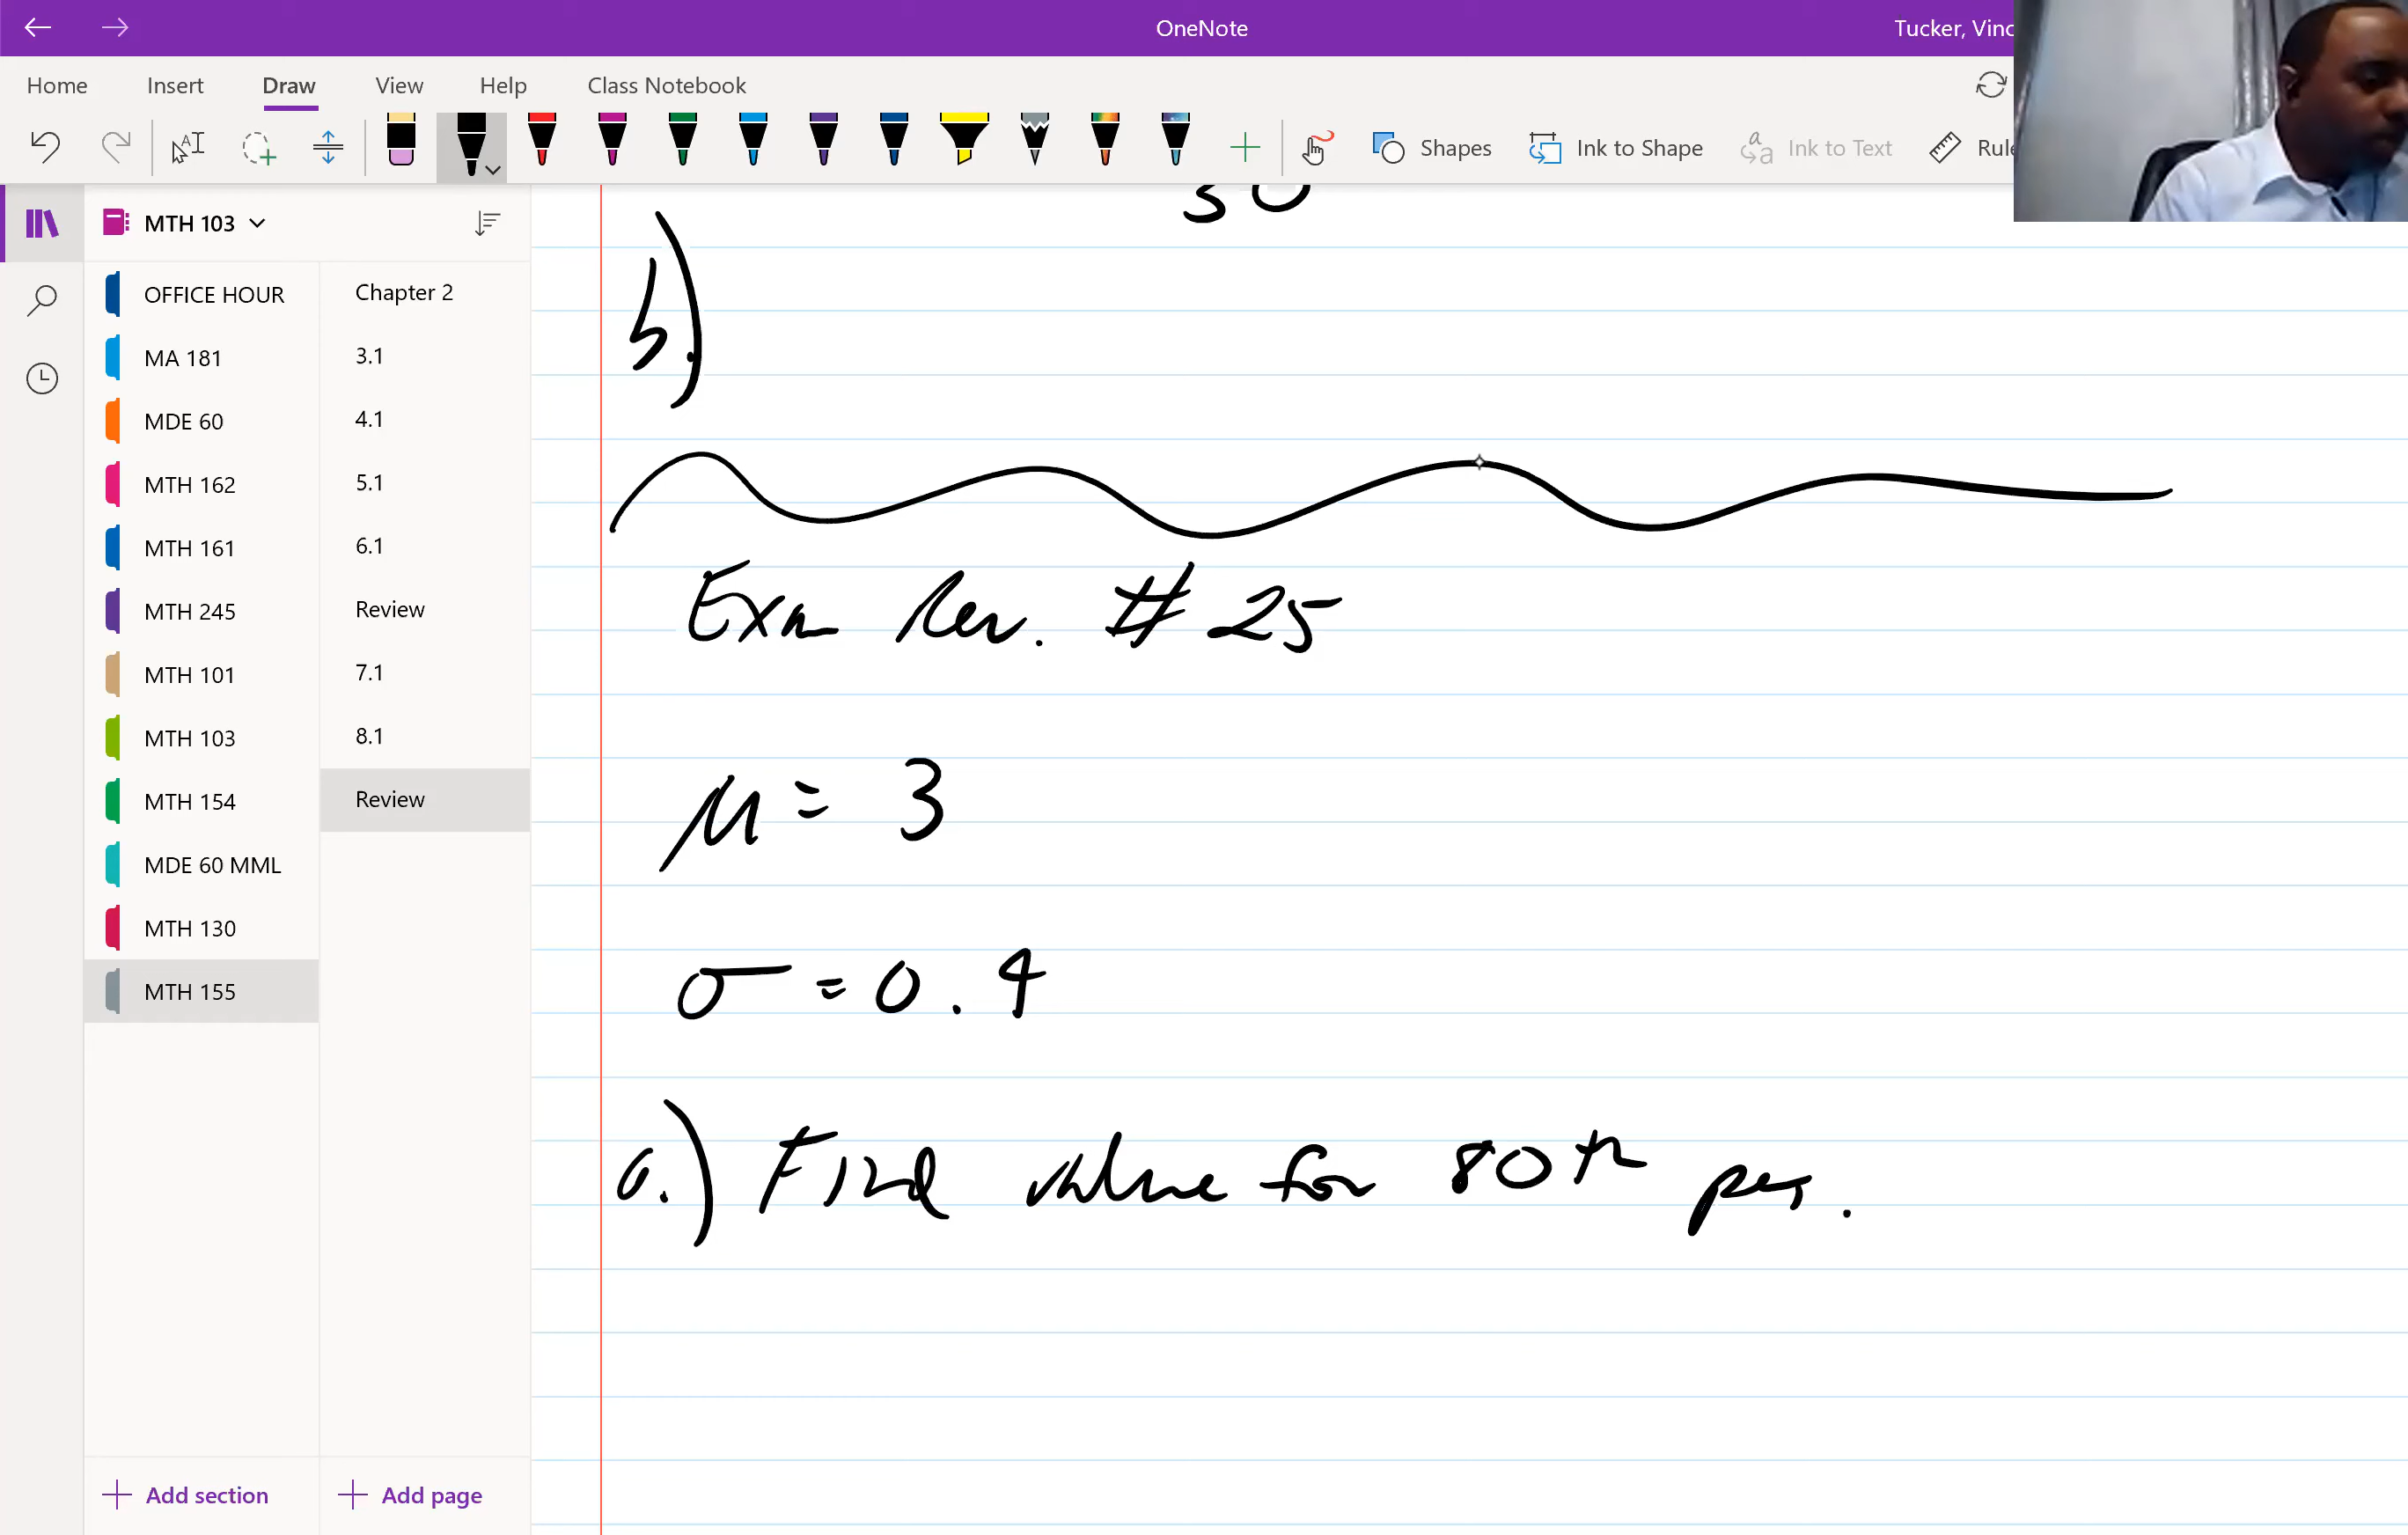 OneNote
Tucker, Vinc
Home Insert Draw View Help Class Notebook
Shapes Ink to Shape Ink to Text Rule
MTH 103
OFFICE HOUR
MA 181
MDE 60
MTH 162
MTH 161
MTH 245
MTH 101
MTH 103
MTH 154
MDE 60 MML
MTH 130
MTH 155
Add section
Chapter 2
3.1
4.1
5.1
6.1
Review
7.1
8.1
Review
Add page
30
b.)
Exm Rev. # 25
μ = 3
σ = 0.4
a.) Find value for 80th per.